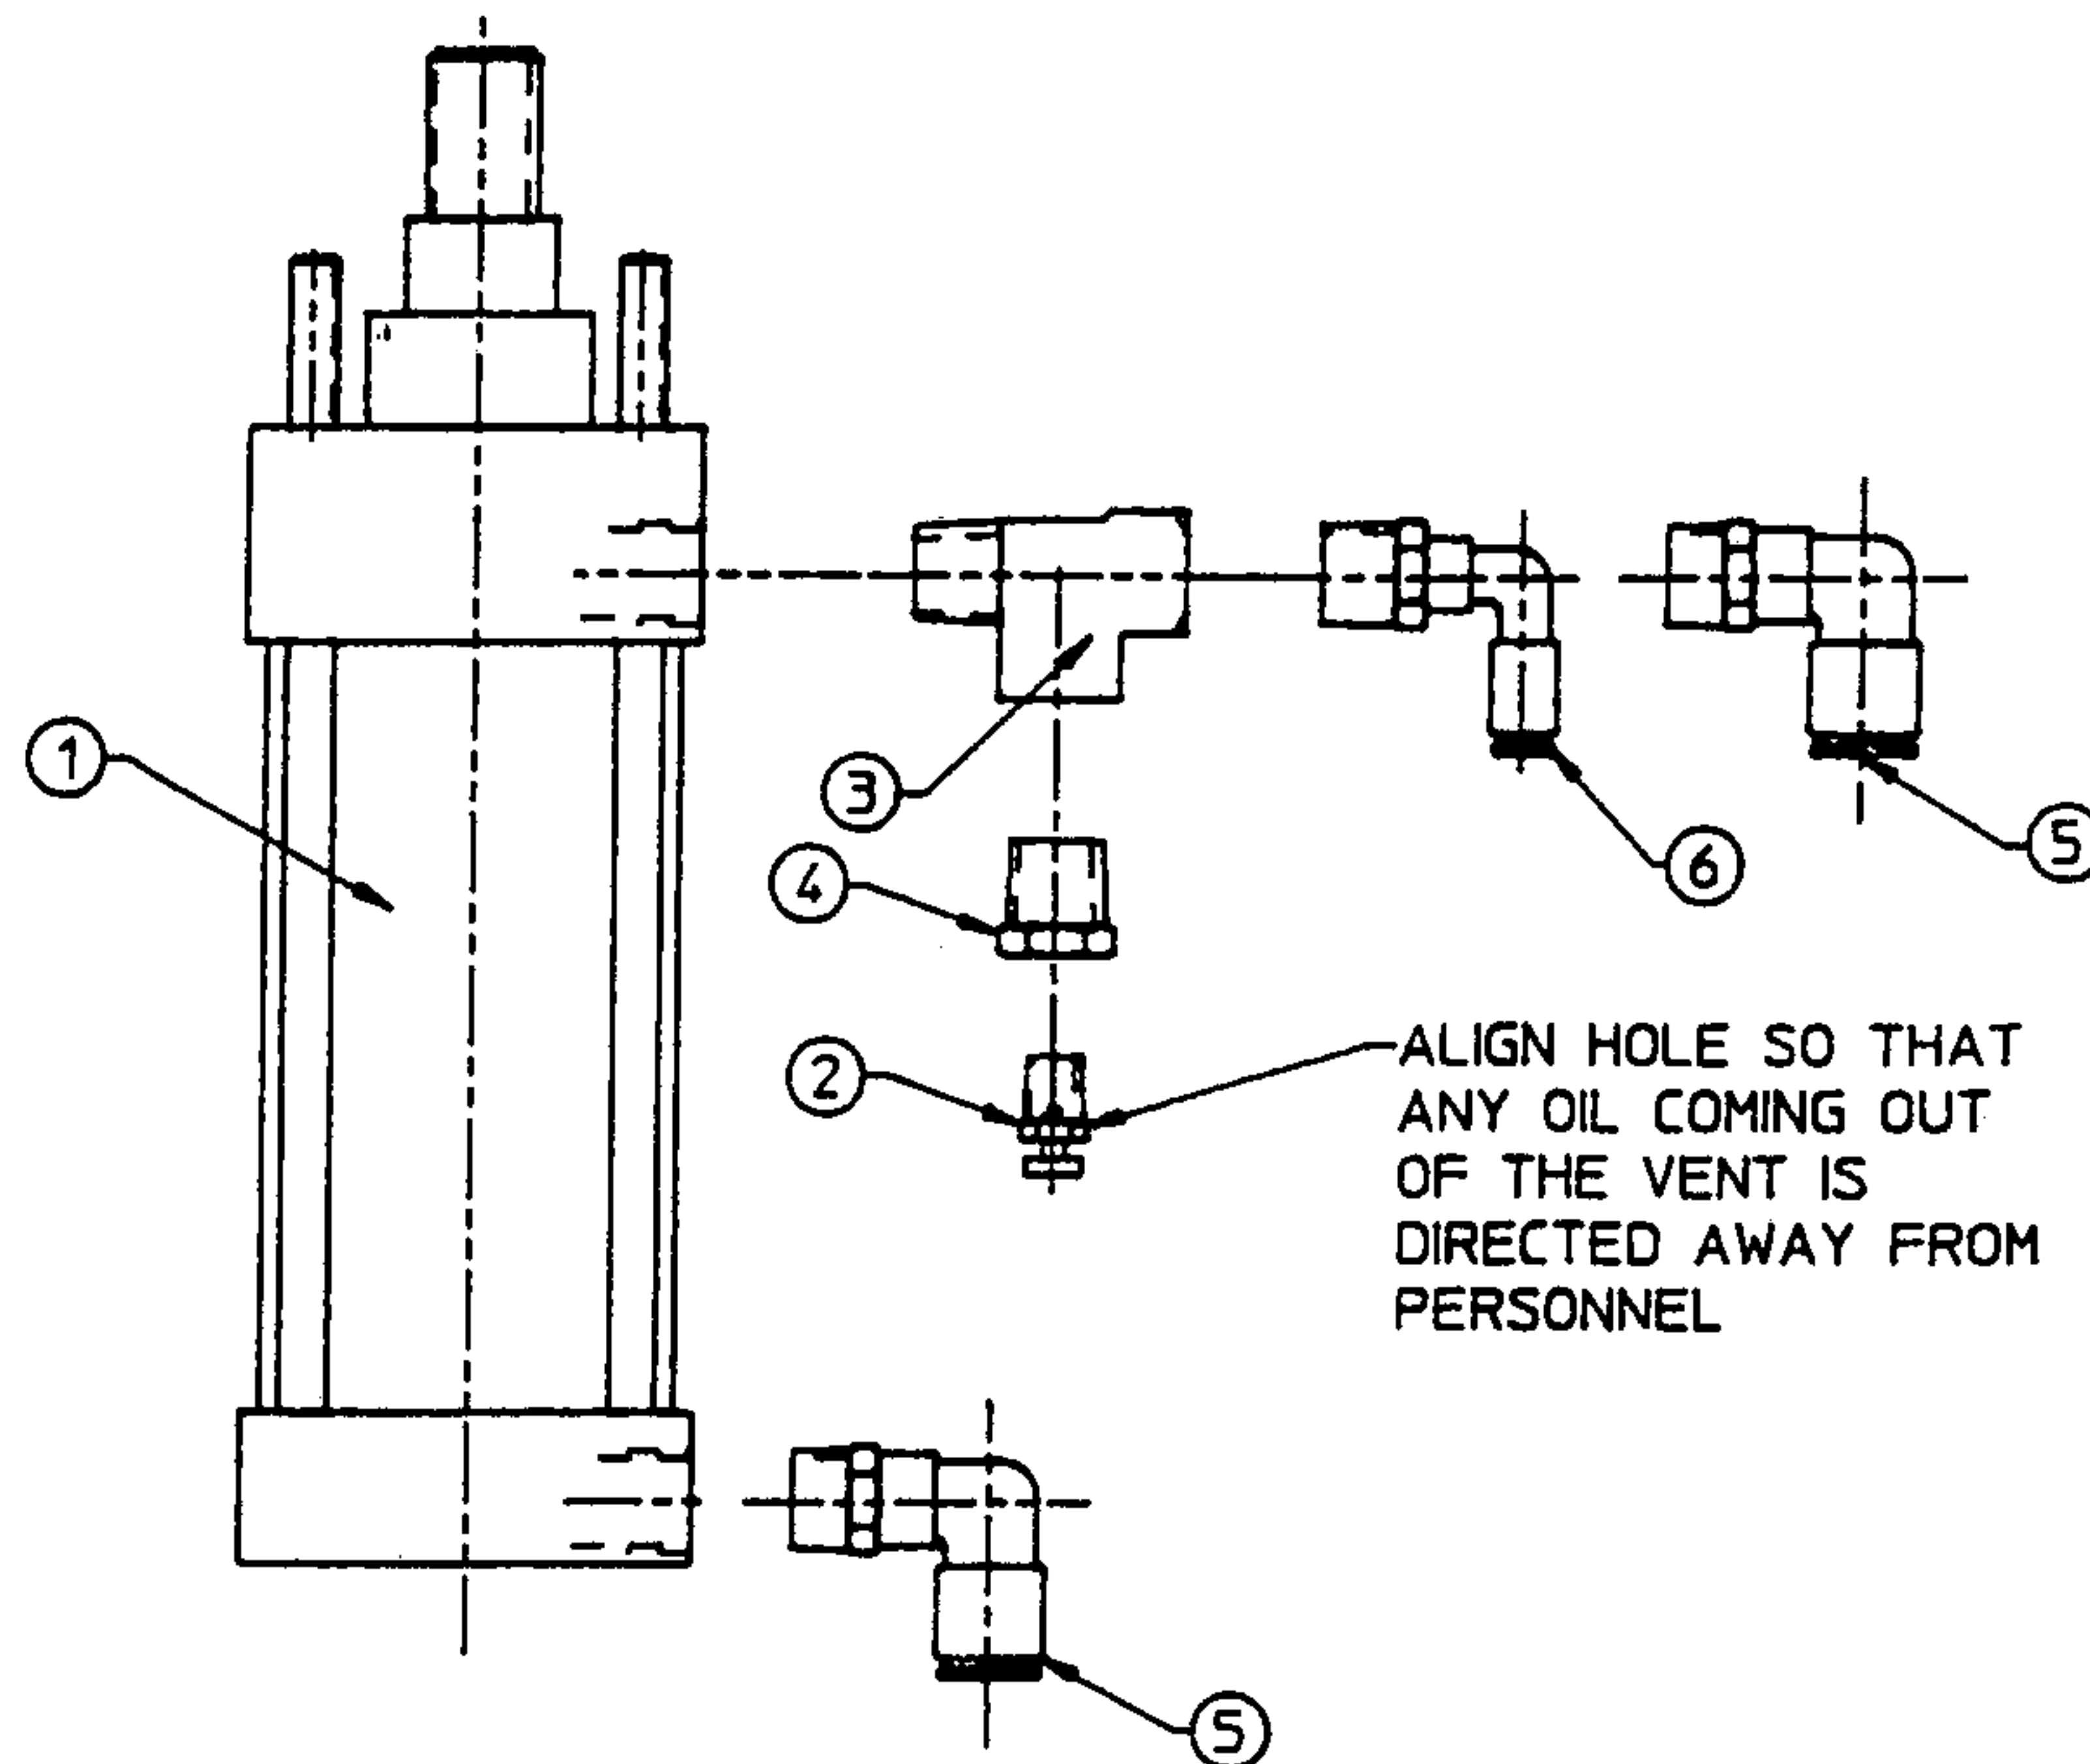 1
3
4
6
5
2
ALIGN HOLE SO THAT
ANY OIL COMING OUT
OF THE VENT IS
DIRECTED AWAY FROM
PERSONNEL
5